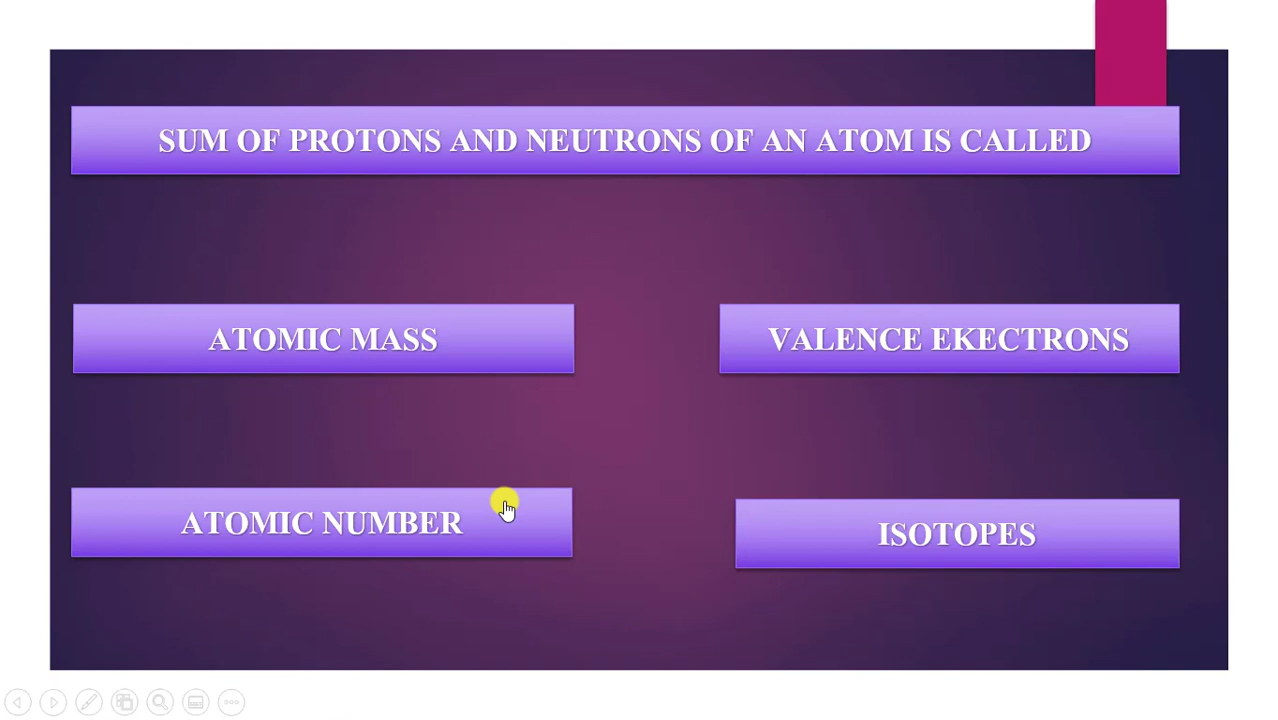 SUM OF PROTONS AND NEUTRONS OF AN ATOM IS CALLED
ATOMIC MASS
VALENCE EKECTRONS
ATOMIC NUMBER
ISOTOPES